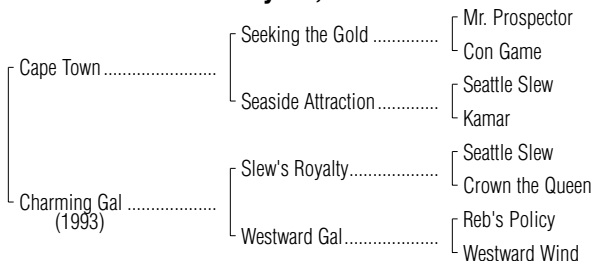 Mr. Prospector
Seeking the Gold ..............
Con Game
Cape Town .......................
Seattle Slew
Seaside Attraction.............
Kamar
Seattle Slew
Slew's Royalty...................
Crown the Queen
Charming Gal ...................
(1993)
Reb's Policy
Westward Gal....................
Westward Wind